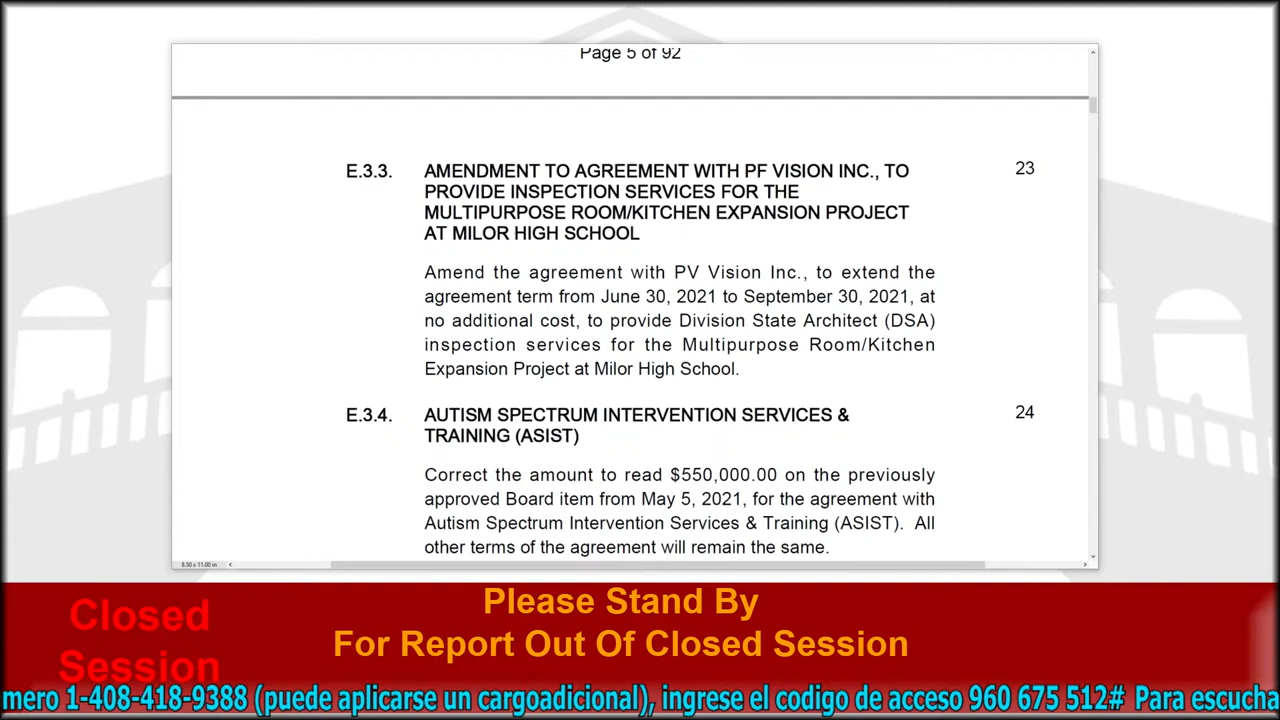 Page 5 of 92
E.3.3. AMENDMENT TO AGREEMENT WITH PF VISION INC., TO 23
PROVIDE INSPECTION SERVICES FOR THE
MULTIPURPOSE ROOM/KITCHEN EXPANSION PROJECT
AT MILOR HIGH SCHOOL
Amend the agreement with PV Vision Inc., to extend the
agreement term from June 30, 2021 to September 30, 2021, at
no additional cost, to provide Division State Architect (DSA)
inspection services for the Multipurpose Room/Kitchen
Expansion Project at Milor High School.
E.3.4. AUTISM SPECTRUM INTERVENTION SERVICES & 24
TRAINING (ASIST)
Correct the amount to read $550,000.00 on the previously
approved Board item from May 5, 2021, for the agreement with
Autism Spectrum Intervention Services & Training (ASIST). All
other terms of the agreement will remain the same.
8.50 x 11.00 in
Closed
Session
Please Stand By
For Report Out Of Closed Session
mero 1-408-418-9388 (puede aplicarse un cargoadicional), ingrese el codigo de acceso 960 675 512# Para escucha